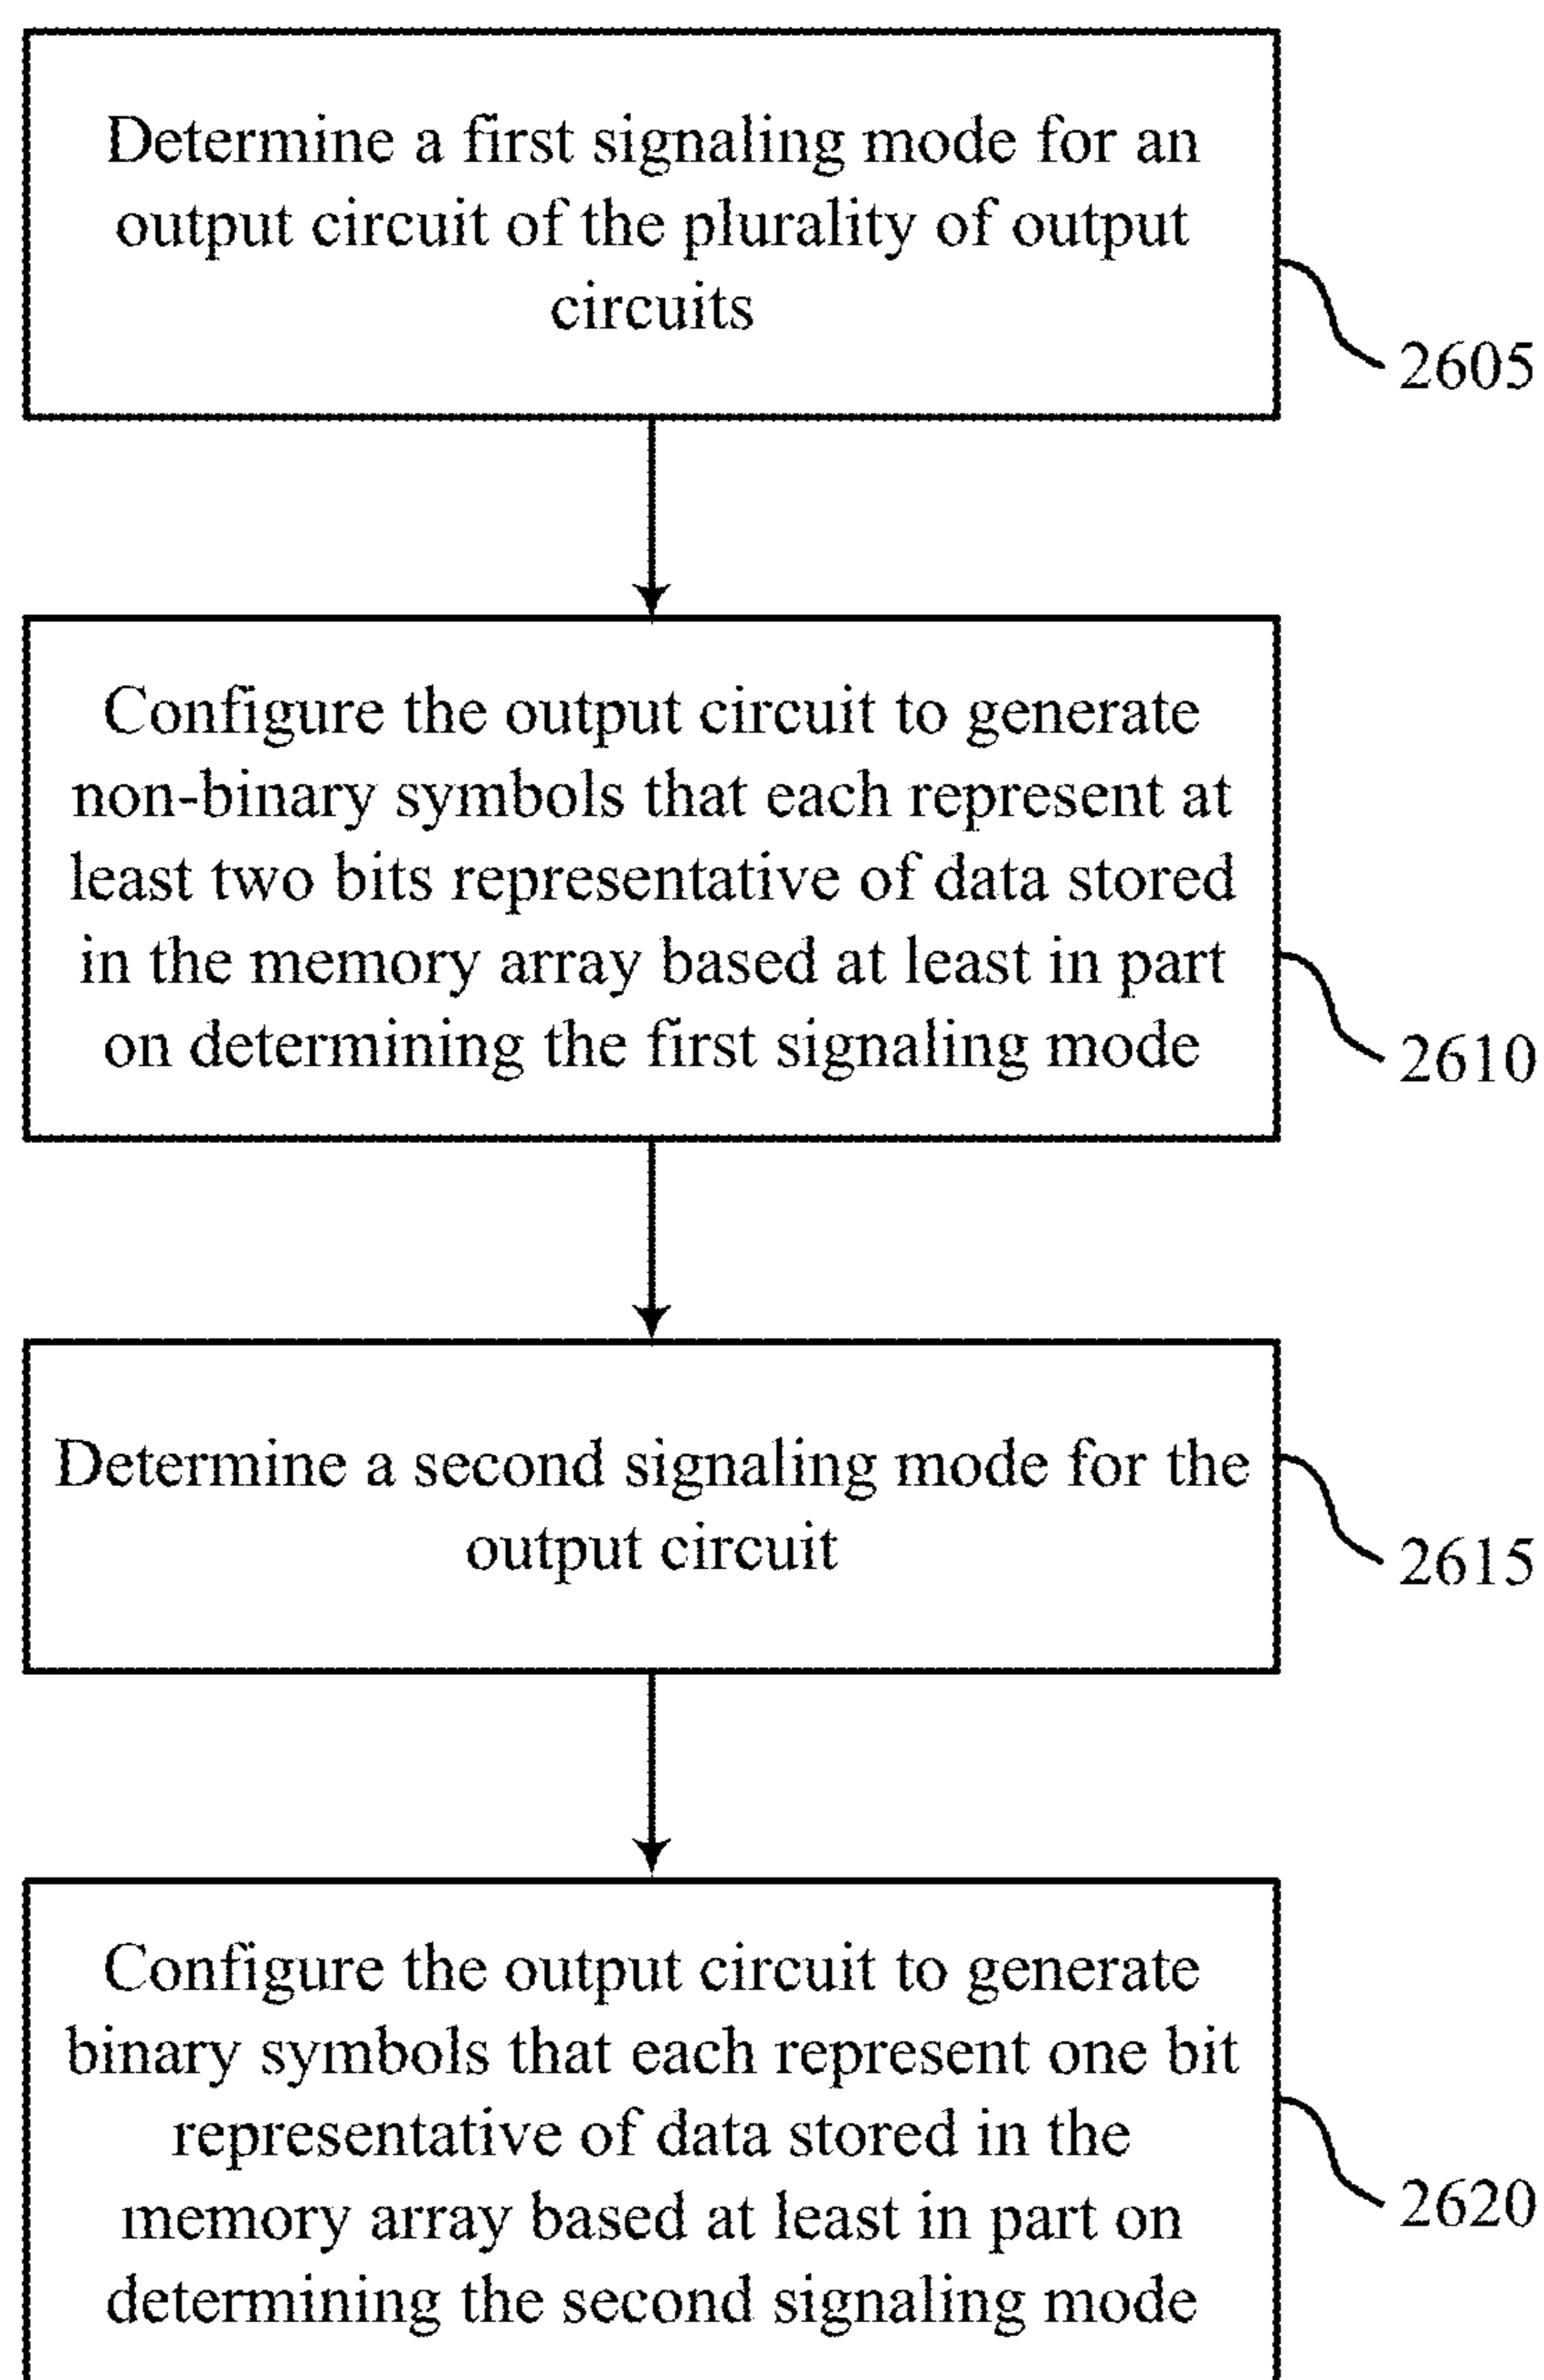 Determine a first signaling mode for an
output circuit of the plurality of output
circuits
2605
Configure the output circuit to generate
non-binary symbols that each represent at
least two bits representative of data stored
in the memory array based at least in part
on determining the first signaling mode
2610
Determine a second signaling mode for the
output circuit
2615
Configure the output circuit to generate
binary symbols that each represent one bit
representative of data stored in the
memory array based at least in part on
determining the second signaling mode
2620